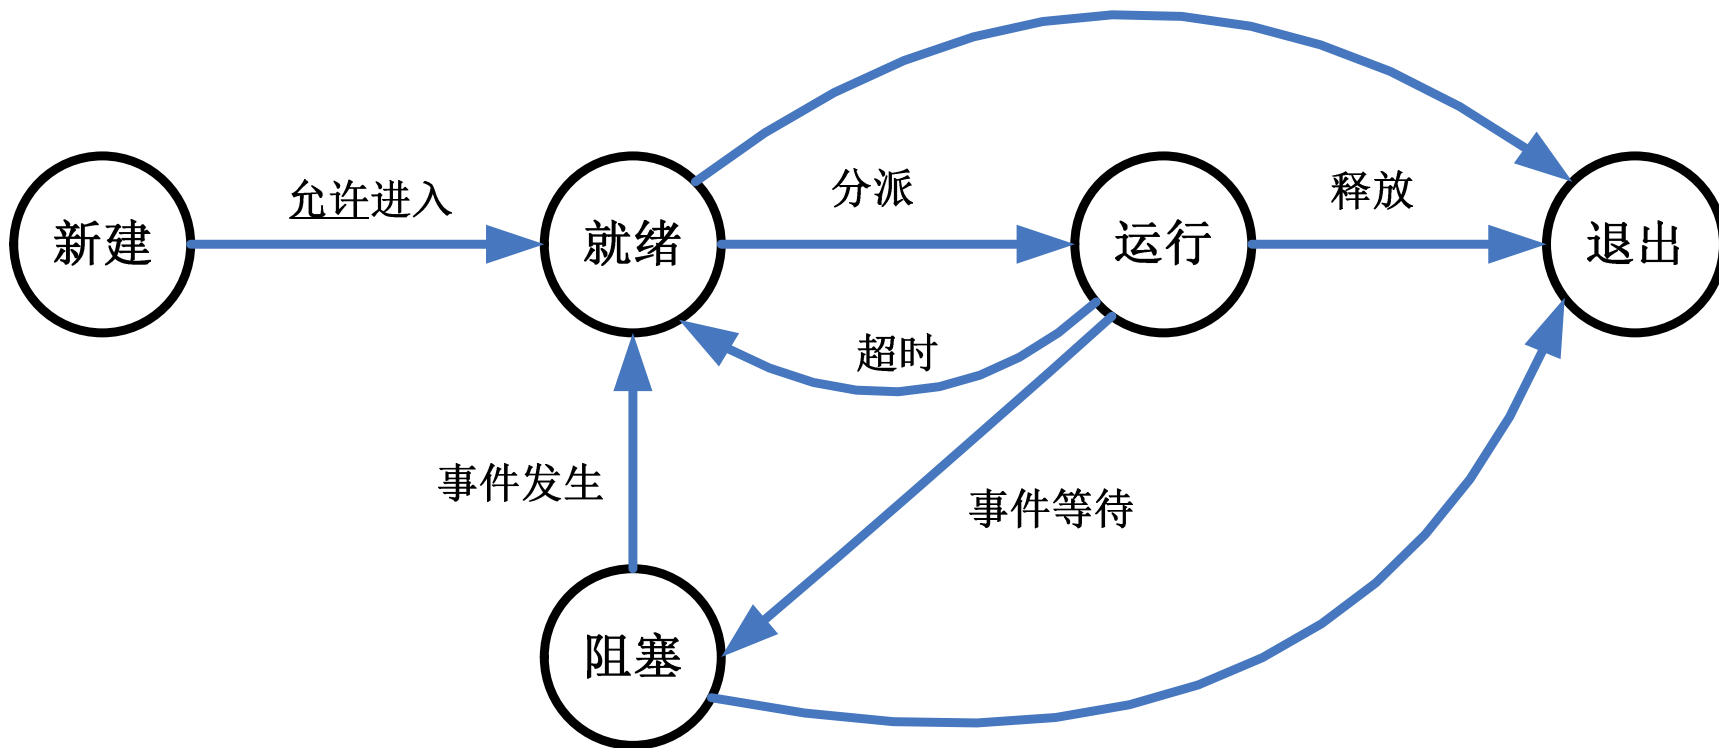 允许进入
分派
释放
新建
就绪
运行
退出
超时
事件发生
事件等待
阻塞